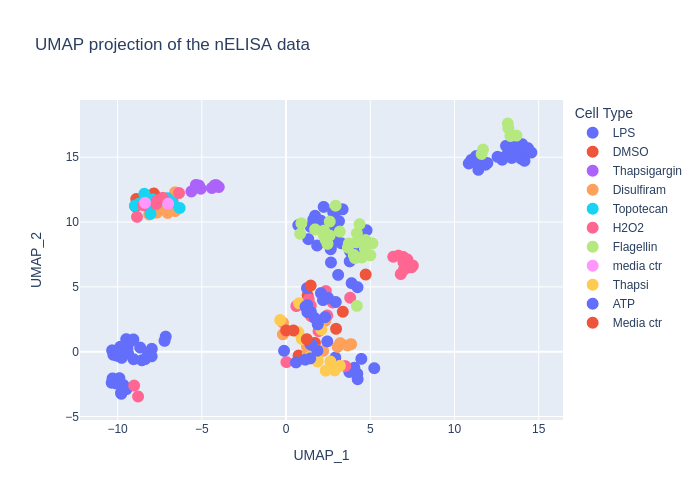 UMAP projection of the nELISA data
Cell Type
LPS
DMSO
Thapsigargin
Disulfiram
Topotecan
H2O2
Flagellin
media ctr
Thapsi
ATP
Media ctr
15
10
5
0
−5
UMAP_2
−10
−5
0
5
10
15
UMAP_1